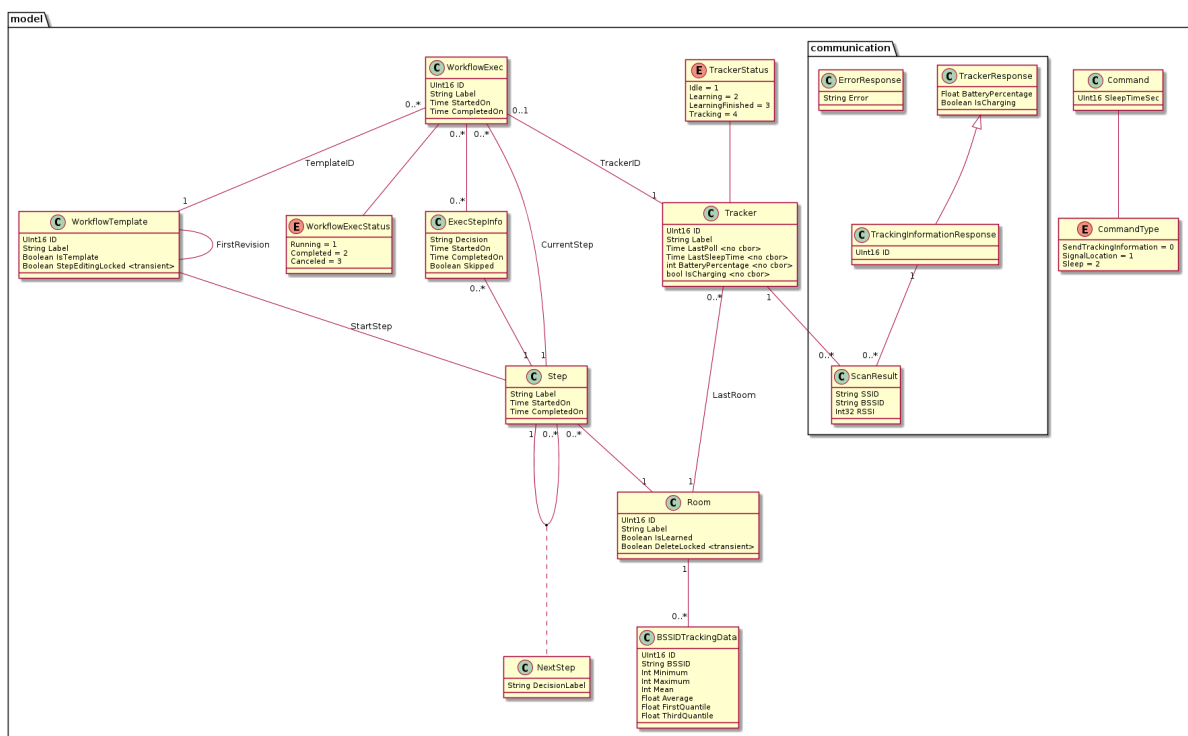 model
communication
C WorkflowExec
UInt16 ID
String Label
Time StartedOn
Time CompletedOn
E TrackerStatus
Idle = 1
Learning = 2
LearningFinished = 3
Tracking = 4
C ErrorResponse
String Error
C TrackerResponse
Float BatteryPercentage
Boolean IsCharging
C Command
UInt16 SleepTimeSec
0..*
0..1
0..*
0..*
TemplateID
TrackerID
1
0..*
1
C WorkflowTemplate
UInt16 ID
String Label
Boolean IsTemplate
Boolean StepEditingLocked <transient>
FirstRevision
E WorkflowExecStatus
Running = 1
Completed = 2
Canceled = 3
C ExecStepInfo
String Decision
Time StartedOn
Time CompletedOn
Boolean Skipped
CurrentStep
C Tracker
UInt16 ID
String Label
Time LastPoll <no cbor>
Time LastSleepTime <no cbor>
int BatteryPercentage <no cbor>
bool IsCharging <no cbor>
C TrackingInformationResponse
UInt16 ID
E CommandType
SendTrackingInformation = 0
SignalLocation = 1
Sleep = 2
0..*
0..*
1
1
StartStep
1
1
0..*
0..*
C Step
String Label
Time StartedOn
Time CompletedOn
LastRoom
C ScanResult
String SSID
String BSSID
Int32 RSSI
1
0..*
0..*
1
1
C Room
UInt16 ID
String Label
Boolean IsLearned
Boolean DeleteLocked <transient>
1
0..*
C NextStep
String DecisionLabel
C BSSIDTrackingData
UInt16 ID
String BSSID
Int Minimum
Int Maximum
Int Mean
Float Average
Float FirstQuantile
Float ThirdQuantile